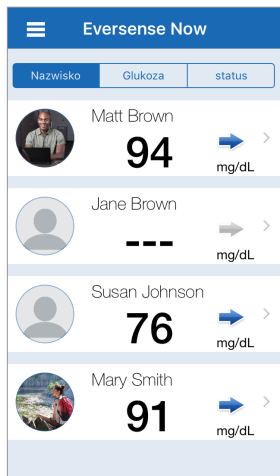 Eversense Now
Nazwisko Glukoza status
Matt Brown
94
mg/dL
Jane Brown
---
mg/dL
Susan Johnson
76
mg/dL
Mary Smith
91
mg/dL